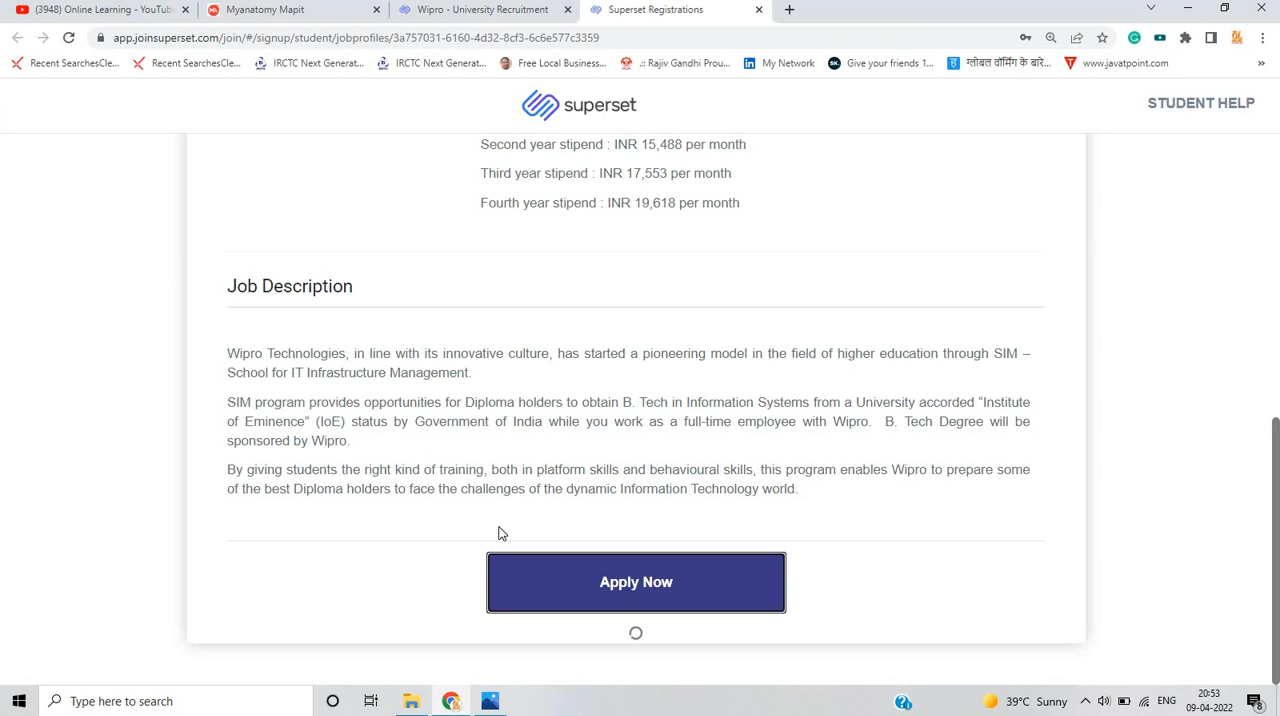 (3948) Online Learning - YouTub
Myanatomy Mapit
Wipro - University Recruitment
Superset Registrations
app.joinsuperset.com/join/#/signup/student/jobprofiles/3a757031-6160-4d32-8cf3-6c6e577c3359
Recent SearchesCle...
Recent SearchesCle...
IRCTC Next Generat...
IRCTC Next Generat...
Free Local Business...
.:: Rajiv Gandhi Prou...
My Network
Give your friends 1...
ग्लोबल वॉर्मिंग के बारे...
www.javatpoint.com
superset
STUDENT HELP
Second year stipend : INR 15,488 per month
Third year stipend : INR 17,553 per month
Fourth year stipend : INR 19,618 per month
Job Description
Wipro Technologies, in line with its innovative culture, has started a pioneering model in the field of higher education through SIM –
School for IT Infrastructure Management.
SIM program provides opportunities for Diploma holders to obtain B. Tech in Information Systems from a University accorded “Institute
of Eminence” (IoE) status by Government of India while you work as a full-time employee with Wipro. B. Tech Degree will be
sponsored by Wipro.
By giving students the right kind of training, both in platform skills and behavioural skills, this program enables Wipro to prepare some
of the best Diploma holders to face the challenges of the dynamic Information Technology world.
Apply Now
Type here to search
39°C Sunny
ENG
20:53
09-04-2022
8